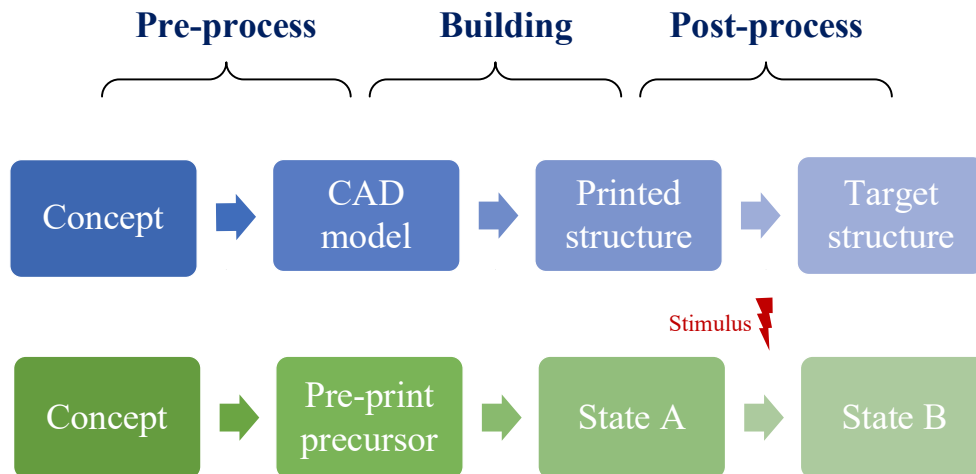 Pre-process Building Post-process
Concept
CAD
model
Printed
structure
Target
structure
Stimulus
Concept
Pre-print
precursor
State A
State B